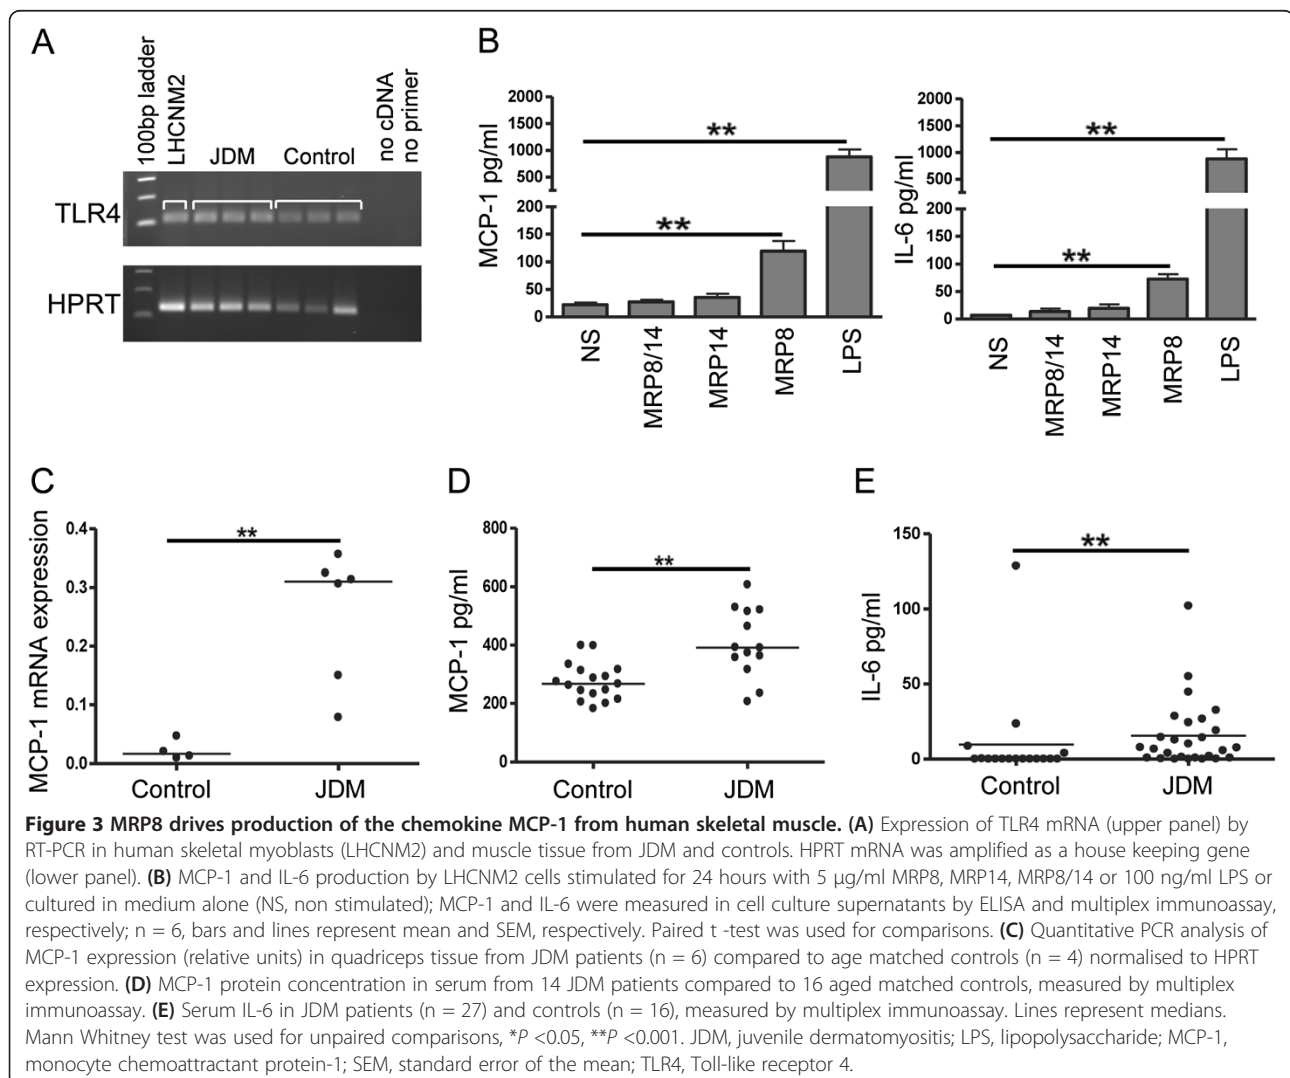 A
100bp ladder
LHCNM2
JDM
Control
no cDNA
no primer
TLR4
HPRT
B
MCP-1 pg/ml
2000
1500
1000
500
200
150
100
50
0
**
**
NS
MRP8/14
MRP14
MRP8
LPS
IL-6 pg/ml
2000
1500
1000
500
200
150
100
50
0
**
**
NS
MRP8/14
MRP14
MRP8
LPS
C
MCP-1 mRNA expression
0.4
0.3
0.2
0.1
0.0
**
Control
JDM
D
MCP-1 pg/ml
800
600
400
200
0
**
Control
JDM
E
IL-6 pg/ml
150
100
50
0
**
Control
JDM
Figure 3 MRP8 drives production of the chemokine MCP-1 from human skeletal muscle. (A) Expression of TLR4 mRNA (upper panel) by
RT-PCR in human skeletal myoblasts (LHCNM2) and muscle tissue from JDM and controls. HPRT mRNA was amplified as a house keeping gene
(lower panel). (B) MCP-1 and IL-6 production by LHCNM2 cells stimulated for 24 hours with 5 μg/ml MRP8, MRP14, MRP8/14 or 100 ng/ml LPS or
cultured in medium alone (NS, non stimulated); MCP-1 and IL-6 were measured in cell culture supernatants by ELISA and multiplex immunoassay,
respectively; n = 6, bars and lines represent mean and SEM, respectively. Paired t -test was used for comparisons. (C) Quantitative PCR analysis of
MCP-1 expression (relative units) in quadriceps tissue from JDM patients (n = 6) compared to age matched controls (n = 4) normalised to HPRT
expression. (D) MCP-1 protein concentration in serum from 14 JDM patients compared to 16 aged matched controls, measured by multiplex
immunoassay. (E) Serum IL-6 in JDM patients (n = 27) and controls (n = 16), measured by multiplex immunoassay. Lines represent medians.
Mann Whitney test was used for unpaired comparisons, *P <0.05, **P <0.001. JDM, juvenile dermatomyositis; LPS, lipopolysaccharide; MCP-1,
monocyte chemoattractant protein-1; SEM, standard error of the mean; TLR4, Toll-like receptor 4.